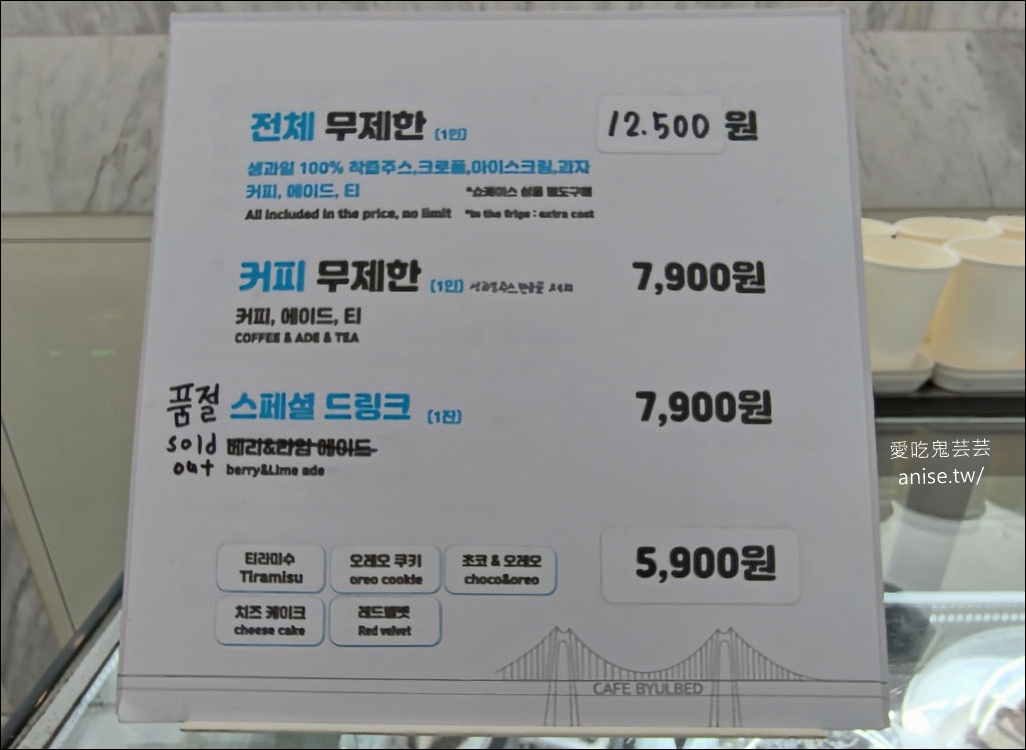 전체 무제한 (1인) 12.500 원
생과일 100% 착즙주스,크로플,아이스크림,과자
커피, 에이드, 티 *쇼케이스 상품 별도구매
All included in the price, no limit *In the frige : extra cost
커피 무제한 (1인) 7,900원
커피, 에이드, 티
COFFEE & ADE & TEA
품절 스페셜 드링크 (1잔) 7,900원
sold 베리&라임 에이드
out berry&Lime ade
愛吃鬼芸芸
anise.tw/
티라미수 오레오 쿠키 초코 & 오레오 5,900원
Tiramisu oreo cookie choco&oreo
치즈 케이크 레드벨벳
cheese cake Red velvet
CAFE BYULBED